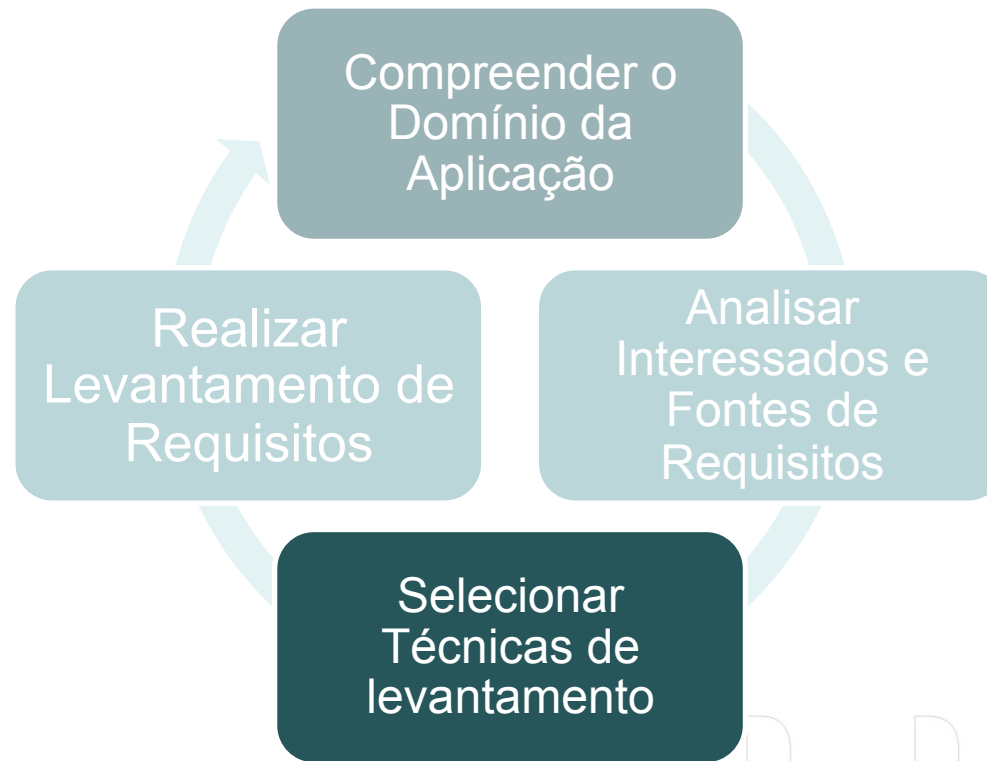 Compreender o
Domínio da
Aplicação
Analisar
Interessados e
Fontes de
Requisitos
Selecionar
Técnicas de
levantamento
Realizar
Levantamento de
Requisitos